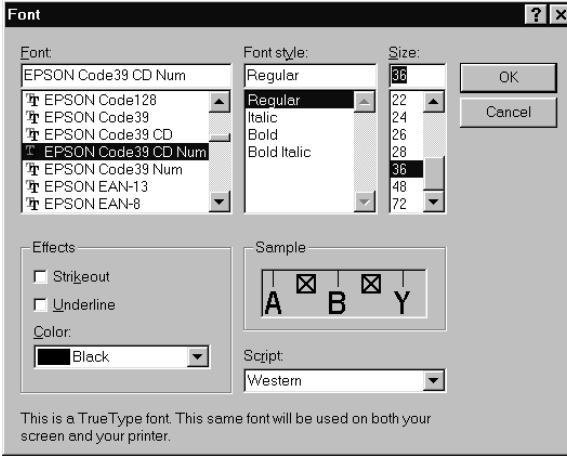 Font
Font:
EPSON Code39 CD Num
EPSON Code128
EPSON Code39
EPSON Code39 CD
EPSON Code39 CD Num
EPSON Code39 Num
EPSON EAN-13
EPSON EAN-8
Font style:
Regular
Regular
Italic
Bold
Bold Italic
Size:
36
22
24
26
28
36
48
72
OK
Cancel
Effects
Strikeout
Underline
Color:
Black
Sample
A B Y
Script:
Western
This is a TrueType font. This same font will be used on both your
screen and your printer.